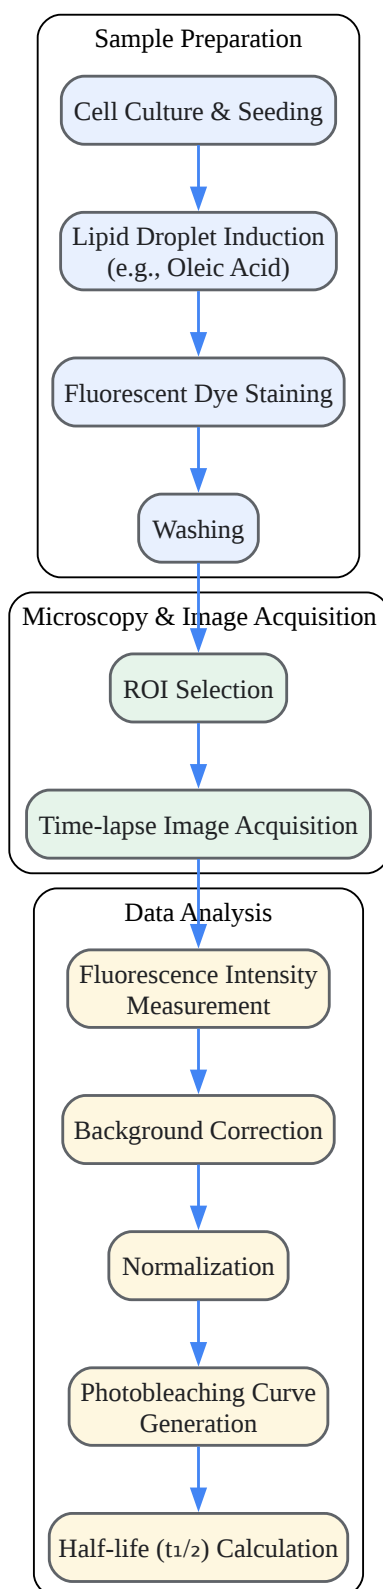 Sample Preparation
Cell Culture & Seeding
Lipid Droplet Induction
(e.g., Oleic Acid)
Fluorescent Dye Staining
Washing
Microscopy & Image Acquisition
ROI Selection
Time-lapse Image Acquisition
Data Analysis
Fluorescence Intensity
Measurement
Background Correction
Normalization
Photobleaching Curve
Generation
Half-life (t₁/₂) Calculation